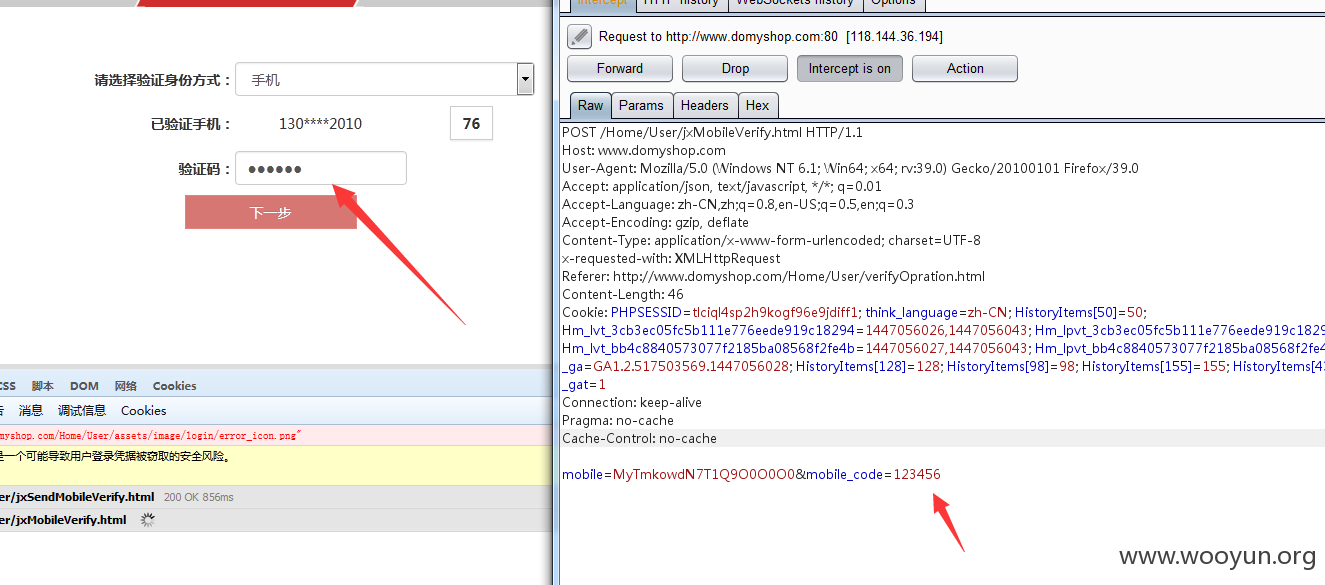 请选择验证身份方式：
手机
已验证手机：
130****2010
76
验证码：
●●●●●●
下一步
CSS 脚本 DOM 网络 Cookies
告 消息 调试信息 Cookies
myshop.com/Home/User/assets/image/login/error_icon.png"
是一个可能导致用户登录凭据被窃取的安全风险。
er/jxSendMobileVerify.html 200 OK 856ms
er/jxMobileVerify.html
Intercept HTTP history WebSockets history Options
Request to http://www.domyshop.com:80 [118.144.36.194]
Forward Drop Intercept is on Action
Raw Params Headers Hex
POST /Home/User/jxMobileVerify.html HTTP/1.1
Host: www.domyshop.com
User-Agent: Mozilla/5.0 (Windows NT 6.1; Win64; x64; rv:39.0) Gecko/20100101 Firefox/39.0
Accept: application/json, text/javascript, */*; q=0.01
Accept-Language: zh-CN,zh;q=0.8,en-US;q=0.5,en;q=0.3
Accept-Encoding: gzip, deflate
Content-Type: application/x-www-form-urlencoded; charset=UTF-8
x-requested-with: XMLHttpRequest
Referer: http://www.domyshop.com/Home/User/verifyOpration.html
Content-Length: 46
Cookie: PHPSESSID=tlciql4sp2h9kogf96e9jdiff1; think_language=zh-CN; HistoryItems[50]=50;
Hm_lvt_3cb3ec05fc5b111e776eede919c18294=1447056026,1447056043; Hm_lpvt_3cb3ec05fc5b111e776eede919c1829
Hm_lvt_bb4c8840573077f2185ba08568f2fe4b=1447056027,1447056043; Hm_lpvt_bb4c8840573077f2185ba08568f2fe4
_ga=GA1.2.517503569.1447056028; HistoryItems[128]=128; HistoryItems[98]=98; HistoryItems[155]=155; HistoryItems[43
_gat=1
Connection: keep-alive
Pragma: no-cache
Cache-Control: no-cache
mobile=MyTmkowdN7T1Q9O0O0O0&mobile_code=123456
www.wooyun.org